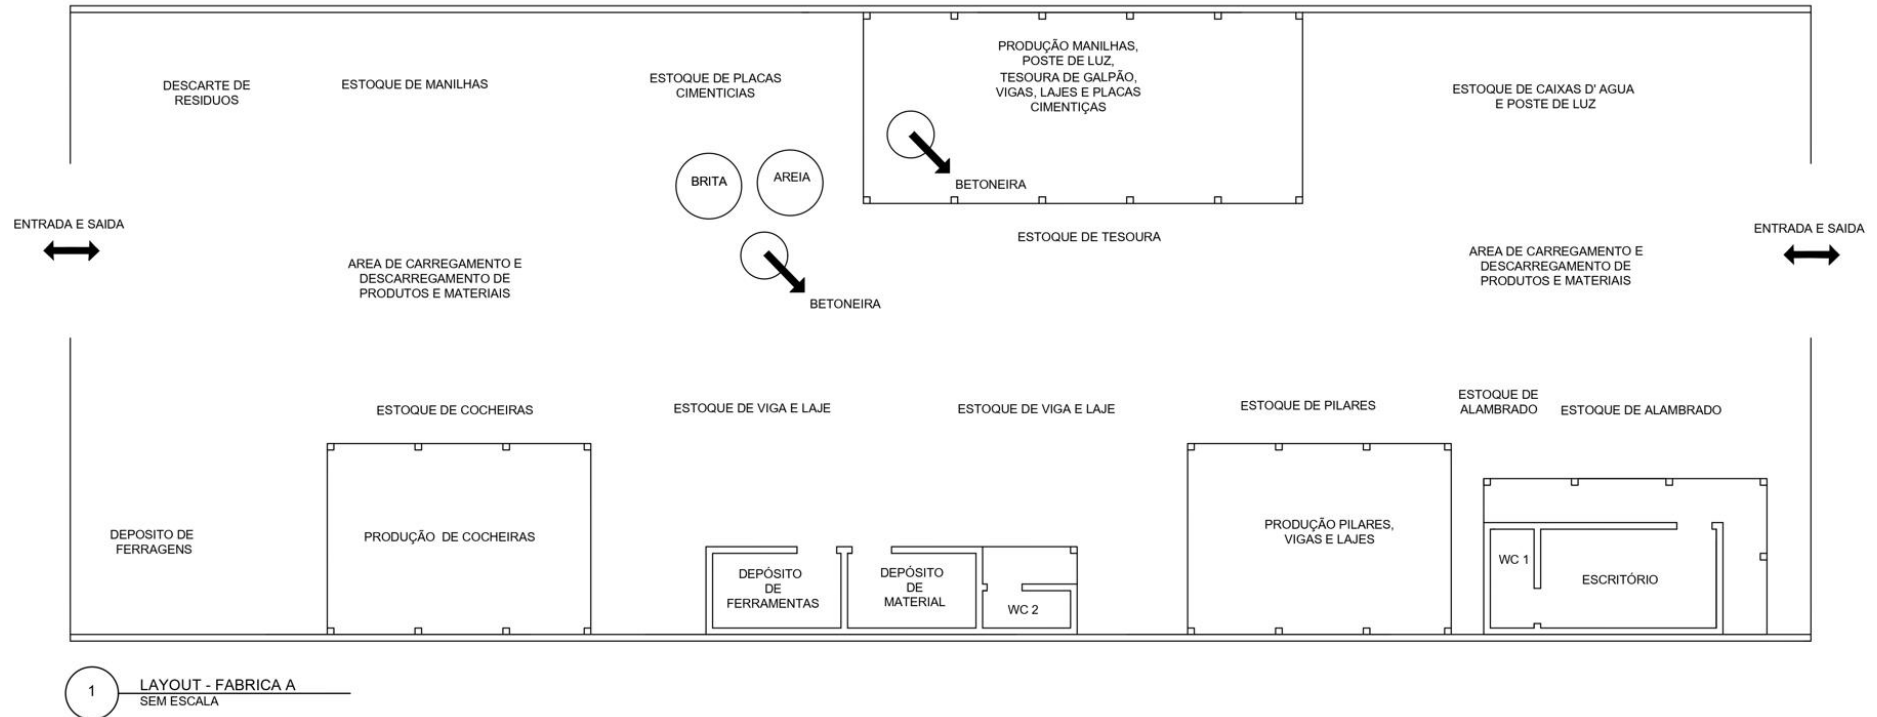 DESCARTE DE
RESIDUOS
ESTOQUE DE MANILHAS
ESTOQUE DE PLACAS
CIMENTICIAS
PRODUÇÃO MANILHAS,
POSTE DE LUZ,
TESOURA DE GALPÃO,
VIGAS, LAJES E PLACAS
CIMENTIÇAS
ESTOQUE DE CAIXAS D' AGUA
E POSTE DE LUZ
BRITA
AREIA
BETONEIRA
ENTRADA E SAIDA
ESTOQUE DE TESOURA
ENTRADA E SAIDA
AREA DE CARREGAMENTO E
DESCARREGAMENTO DE
PRODUTOS E MATERIAIS
BETONEIRA
AREA DE CARREGAMENTO E
DESCARREGAMENTO DE
PRODUTOS E MATERIAIS
ESTOQUE DE COCHEIRAS
ESTOQUE DE VIGA E LAJE
ESTOQUE DE VIGA E LAJE
ESTOQUE DE PILARES
ESTOQUE DE
ALAMBRADO
ESTOQUE DE ALAMBRADO
DEPOSITO DE
FERRAGENS
PRODUÇÃO DE COCHEIRAS
DEPÓSITO
DE
FERRAMENTAS
DEPÓSITO
DE
MATERIAL
WC 2
PRODUÇÃO PILARES,
VIGAS E LAJES
WC 1
ESCRITÓRIO
1
LAYOUT - FABRICA A
SEM ESCALA